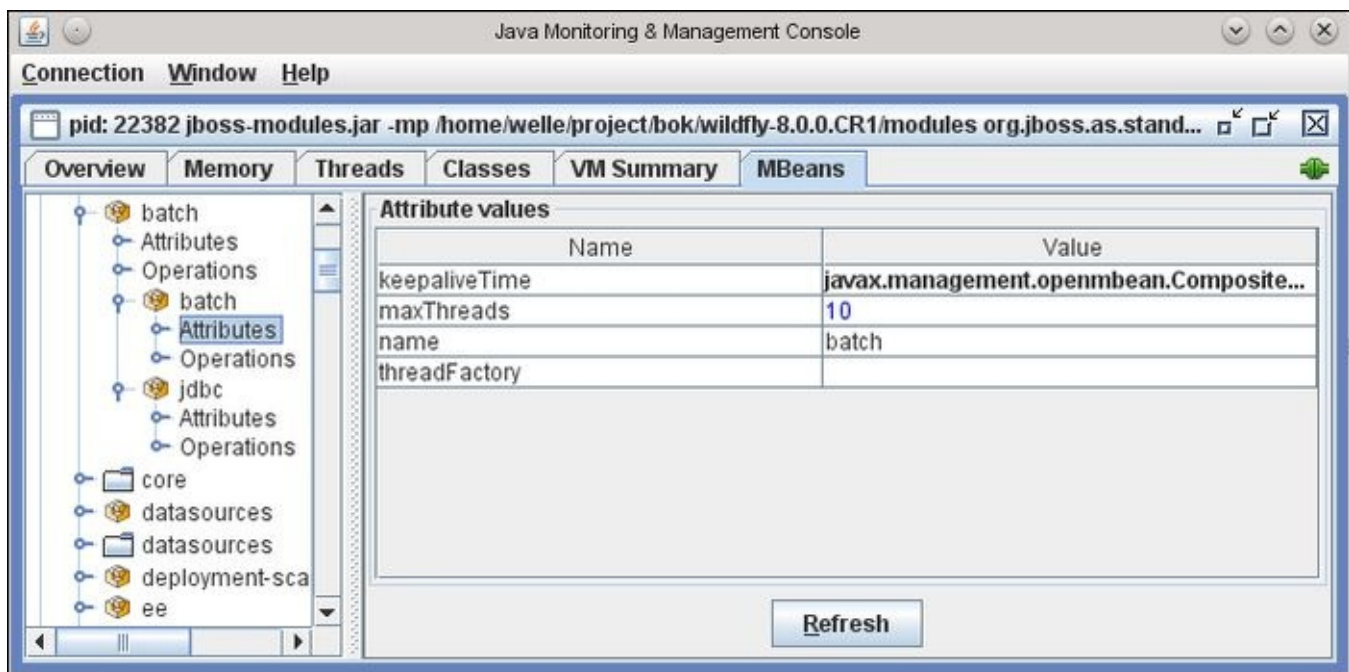 Java Monitoring & Management Console
Connection Window Help
pid: 22382 jboss-modules.jar -mp /home/welle/project/bok/wildfly-8.0.0.CR1/modules org.jboss.as.stand...
Overview Memory Threads Classes VM Summary MBeans
batch
Attributes
Operations
batch
Attributes
Operations
jdbc
Attributes
Operations
core
datasources
datasources
deployment-sca
ee
Attribute values
Name Value
keepaliveTime javax.management.openmbean.Composite...
maxThreads 10
name batch
threadFactory
Refresh